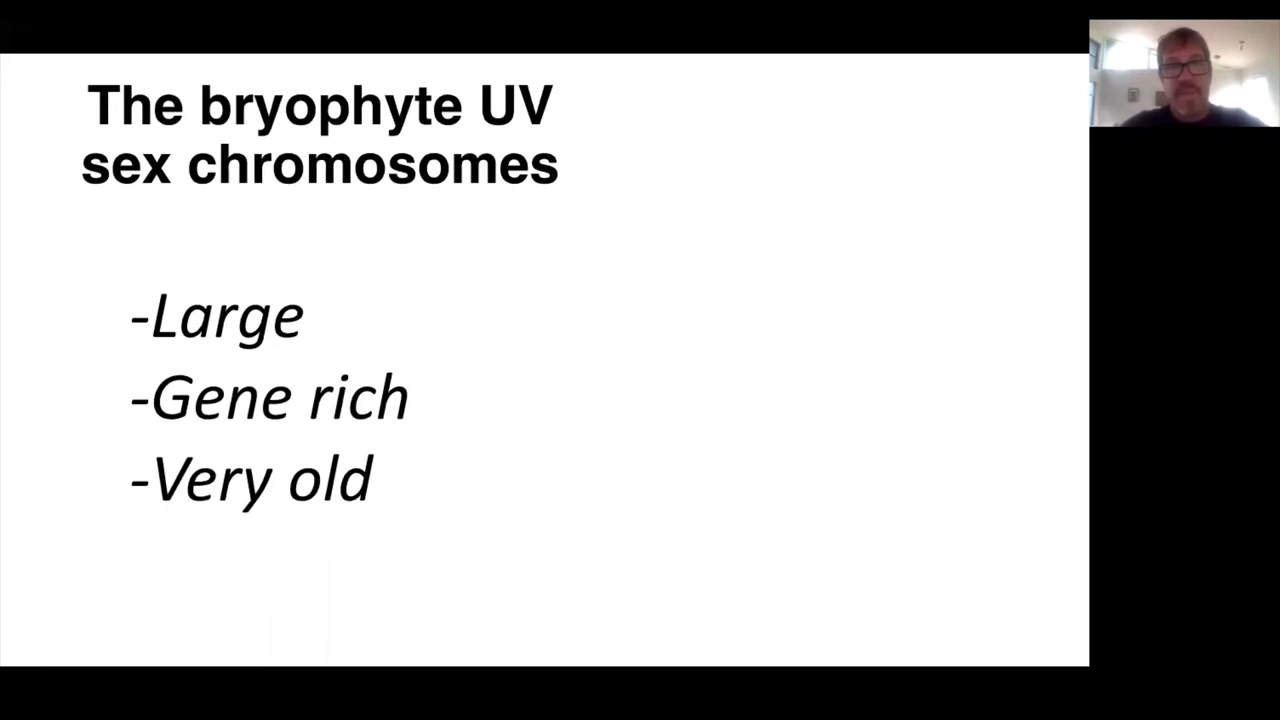 The bryophyte UV
sex chromosomes
-Large
-Gene rich
-Very old